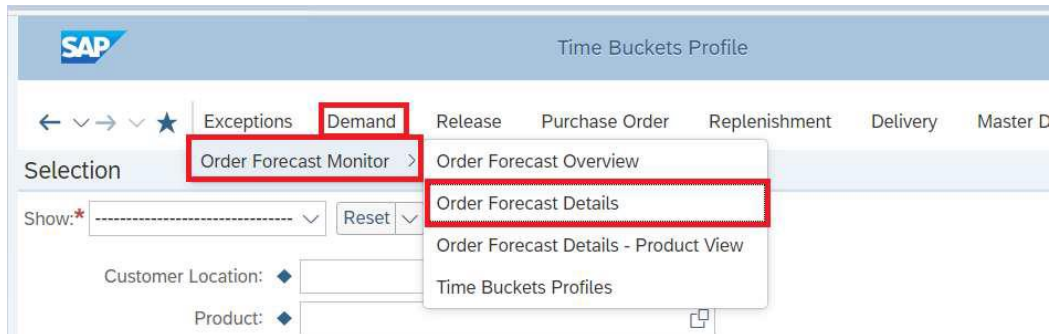 SAP
Time Buckets Profile
Exceptions Demand Release Purchase Order Replenishment Delivery Master D
Order Forecast Monitor > Order Forecast Overview
Selection
Order Forecast Details
Show:* -------------------------------- Reset
Order Forecast Details - Product View
Customer Location:
Time Buckets Profiles
Product: